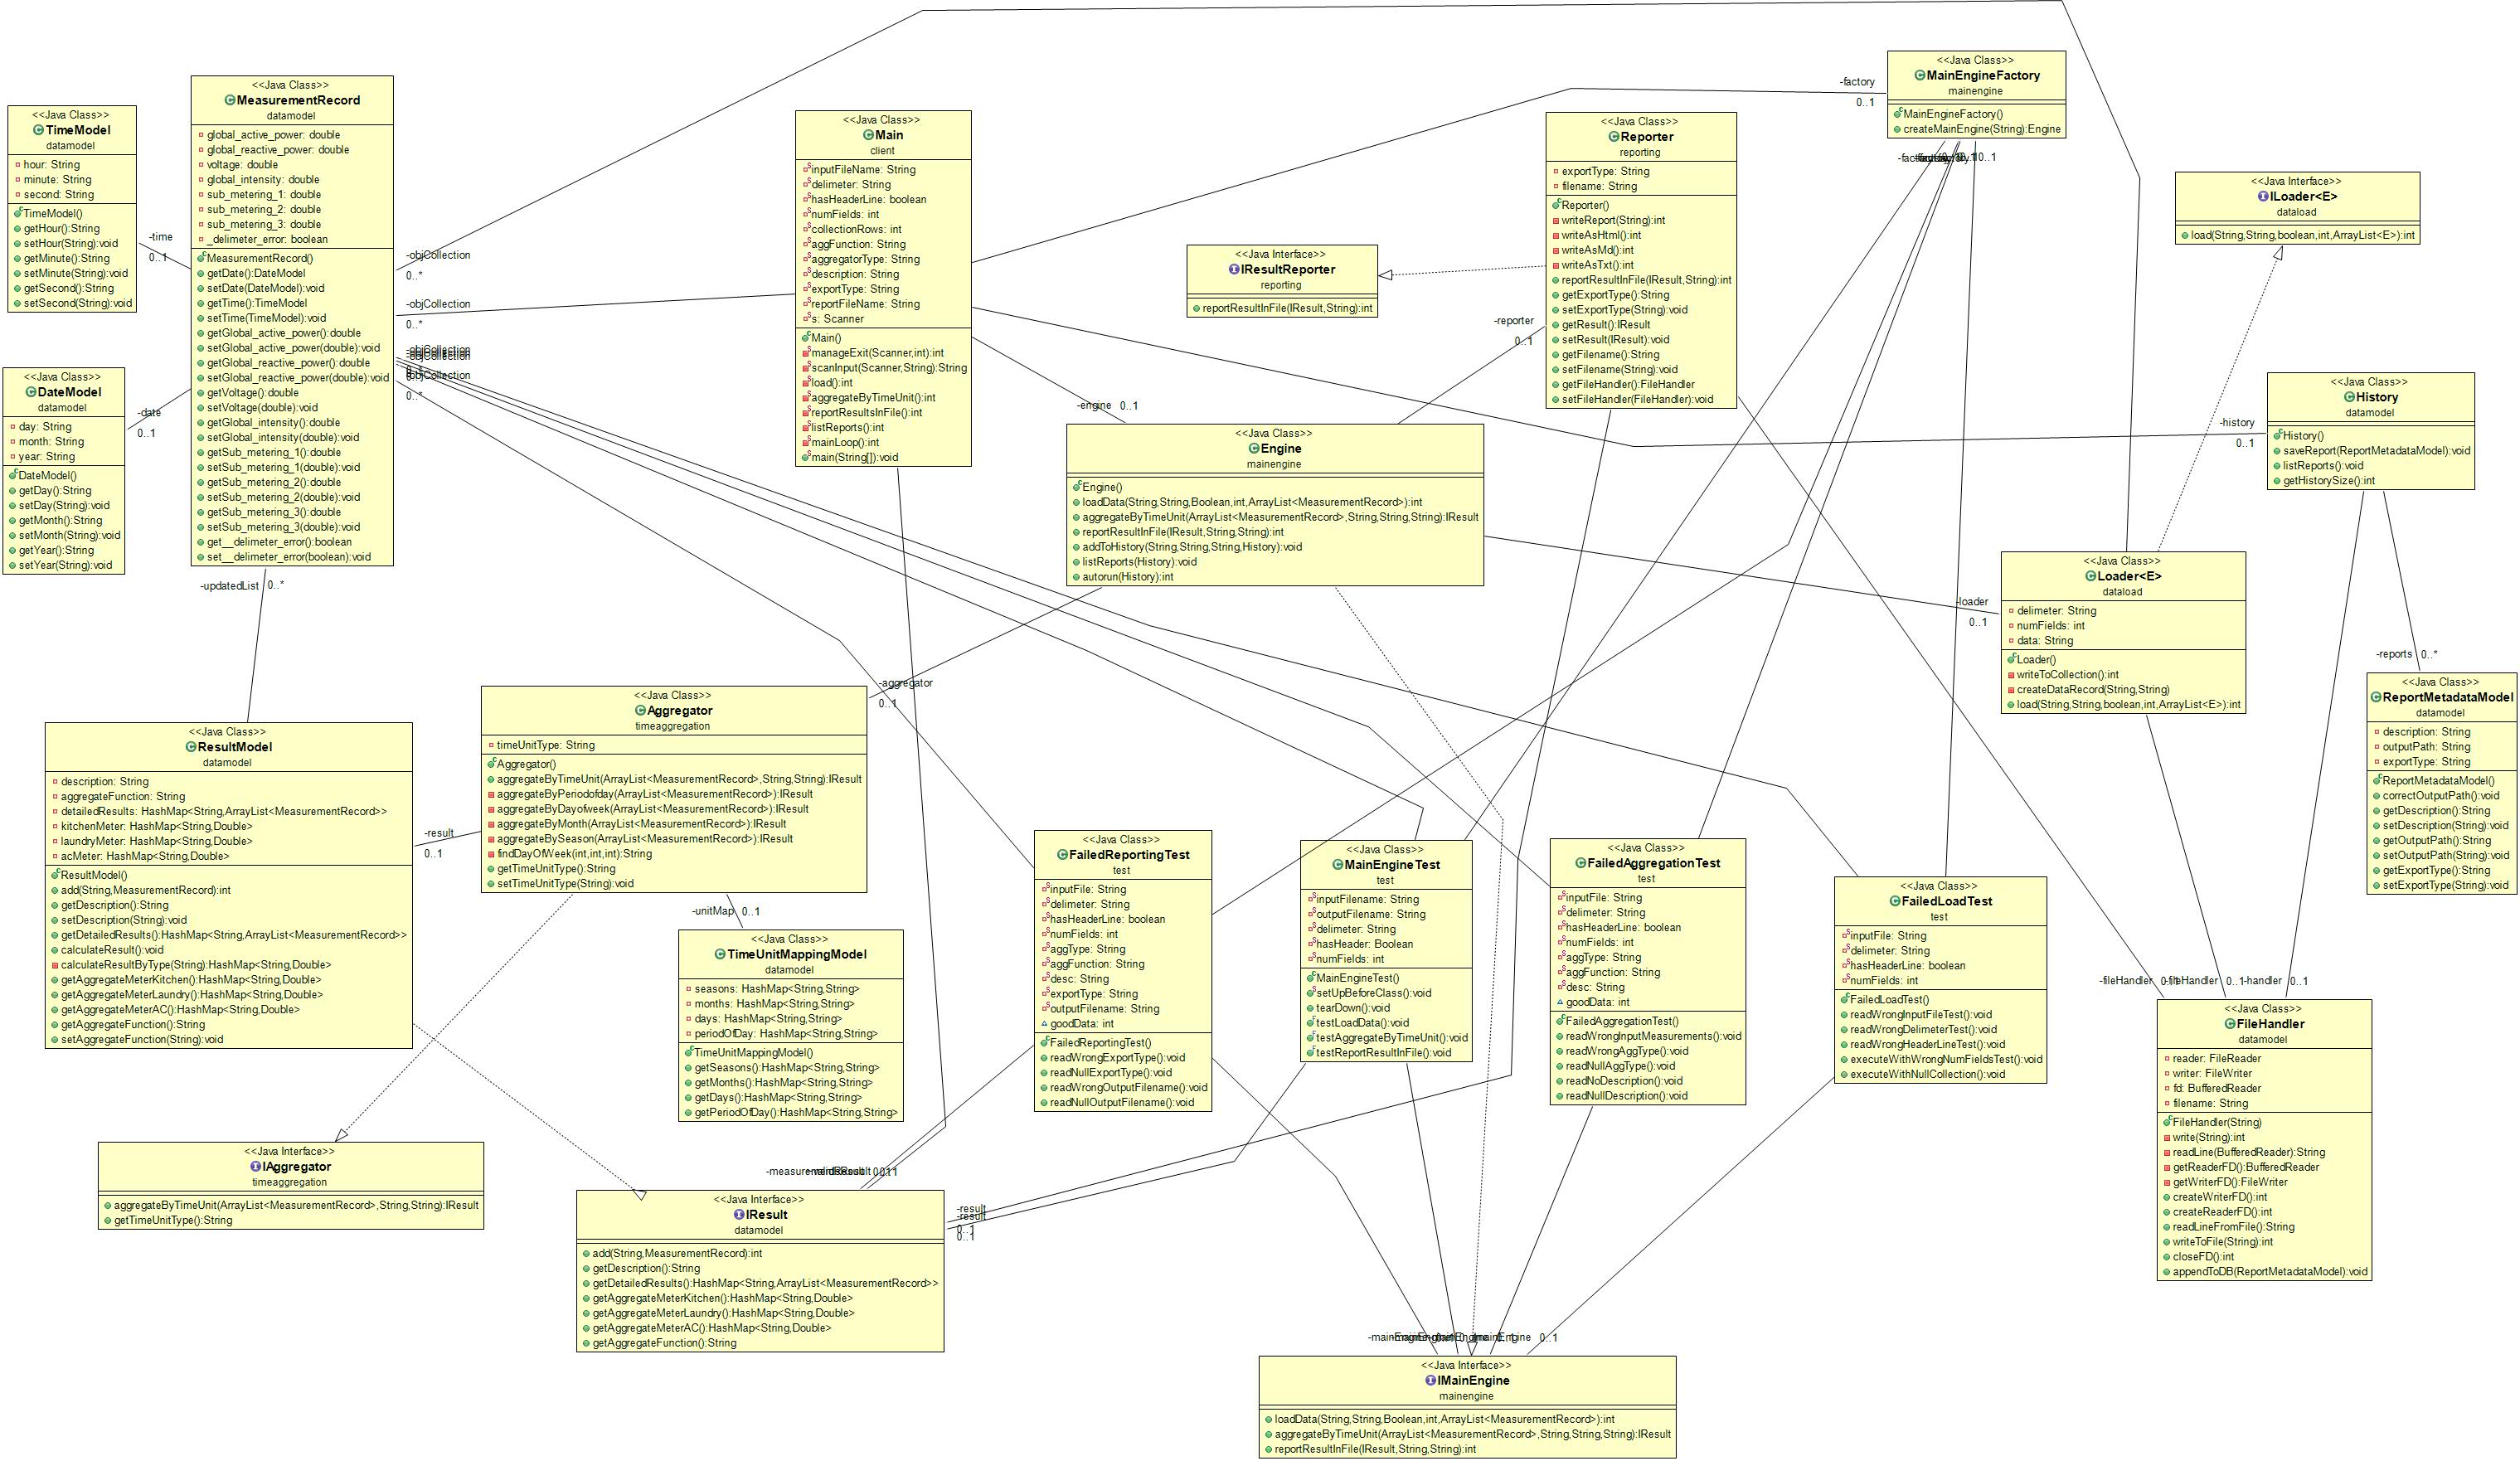 <<Java Class>>
TimeModel
datamodel
hour: String
minute: String
second: String
TimeModel()
getHour():String
setHour(String):void
getMinute():String
setMinute(String):void
getSecond():String
setSecond(String):void
-time
0..1
<<Java Class>>
DateModel
datamodel
day: String
month: String
year: String
DateModel()
getDay():String
setDay(String):void
getMonth():String
setMonth(String):void
getYear():String
setYear(String):void
-date
0..1
<<Java Class>>
MeasurementRecord
datamodel
global_active_power: double
global_reactive_power: double
voltage: double
global_intensity: double
sub_metering_1: double
sub_metering_2: double
sub_metering_3: double
_delimeter_error: boolean
MeasurementRecord()
getDate():DateModel
setDate(DateModel):void
getTime():TimeModel
setTime(TimeModel):void
getGlobal_active_power():double
setGlobal_active_power(double):void
getGlobal_reactive_power():double
setGlobal_reactive_power(double):void
getVoltage():double
setVoltage(double):void
getGlobal_intensity():double
setGlobal_intensity(double):void
getSub_metering_1():double
setSub_metering_1(double):void
getSub_metering_2():double
setSub_metering_2(double):void
getSub_metering_3():double
setSub_metering_3(double):void
get__delimeter_error():boolean
set__delimeter_error(boolean):void
-objCollection
0..*
-objCollection
0..*
-objCollection
0..*
-updatedList 0..*
<<Java Class>>
Main
client
inputFileName: String
delimeter: String
hasHeaderLine: boolean
numFields: int
collectionRows: int
aggFunction: String
aggregatorType: String
description: String
exportType: String
reportFileName: String
s: Scanner
Main()
manageExit(Scanner,int):int
scanInput(Scanner,String):String
load():int
aggregateByTimeUnit():int
reportResultsInFile():int
listReports():int
mainLoop():int
main(String[]):void
<<Java Interface>>
IResultReporter
reporting
reportResultInFile(IResult,String):int
<<Java Class>>
Reporter
reporting
exportType: String
filename: String
Reporter()
writeReport(String):int
writeAsHtml():int
writeAsMd():int
writeAsTxt():int
reportResultInFile(IResult,String):int
getExportType():String
setExportType(String):void
getResult():IResult
setResult(IResult):void
getFilename():String
setFilename(String):void
getFileHandler():FileHandler
setFileHandler(FileHandler):void
-reporter
0..1
-factory
0..1
<<Java Class>>
MainEngineFactory
mainengine
MainEngineFactory()
createMainEngine(String):Engine
<<Java Interface>>
ILoader<E>
dataload
load(String,String,boolean,int,ArrayList<E>):int
-engine 0..1
<<Java Class>>
Engine
mainengine
Engine()
loadData(String,String,Boolean,int,ArrayList<MeasurementRecord>):int
aggregateByTimeUnit(ArrayList<MeasurementRecord>,String,String,String):IResult
reportResultInFile(IResult,String,String):int
addToHistory(String,String,String,History):void
listReports(History):void
autorun(History):int
-history
0..1
<<Java Class>>
History
datamodel
History()
saveReport(ReportMetadataModel):void
listReports():void
getHistorySize():int
-loader
0..1
<<Java Class>>
Loader<E>
dataload
delimeter: String
numFields: int
data: String
Loader()
writeToCollection():int
createDataRecord(String,String)
load(String,String,boolean,int,ArrayList<E>):int
-reports 0..*
<<Java Class>>
ReportMetadataModel
datamodel
description: String
outputPath: String
exportType: String
ReportMetadataModel()
correctOutputPath():void
getDescription():String
setDescription(String):void
getOutputPath():String
setOutputPath(String):void
getExportType():String
setExportType(String):void
<<Java Class>>
ResultModel
datamodel
description: String
aggregateFunction: String
detailedResults: HashMap<String,ArrayList<MeasurementRecord>>
kitchenMeter: HashMap<String,Double>
laundryMeter: HashMap<String,Double>
acMeter: HashMap<String,Double>
ResultModel()
add(String,MeasurementRecord):int
getDescription():String
setDescription(String):void
getDetailedResults():HashMap<String,ArrayList<MeasurementRecord>>
calculateResult():void
calculateResultByType(String):HashMap<String,Double>
getAggregateMeterKitchen():HashMap<String,Double>
getAggregateMeterLaundry():HashMap<String,Double>
getAggregateMeterAC():HashMap<String,Double>
getAggregateFunction():String
setAggregateFunction(String):void
-result
0..1
-aggregator
0..1
<<Java Class>>
Aggregator
timeaggregation
timeUnitType: String
Aggregator()
aggregateByTimeUnit(ArrayList<MeasurementRecord>,String,String):IResult
aggregateByPeriodofday(ArrayList<MeasurementRecord>):IResult
aggregateByDayofweek(ArrayList<MeasurementRecord>):IResult
aggregateByMonth(ArrayList<MeasurementRecord>):IResult
aggregateBySeason(ArrayList<MeasurementRecord>):IResult
findDayOfWeek(int,int,int):String
getTimeUnitType():String
setTimeUnitType(String):void
-unitMap 0..1
<<Java Class>>
TimeUnitMappingModel
datamodel
seasons: HashMap<String,String>
months: HashMap<String,String>
days: HashMap<String,String>
periodOfDay: HashMap<String,String>
TimeUnitMappingModel()
getSeasons():HashMap<String,String>
getMonths():HashMap<String,String>
getDays():HashMap<String,String>
getPeriodOfDay():HashMap<String,String>
<<Java Class>>
FailedReportingTest
test
inputFile: String
delimeter: String
hasHeaderLine: boolean
numFields: int
aggType: String
aggFunction: String
desc: String
exportType: String
outputFilename: String
goodData: int
FailedReportingTest()
readWrongExportType():void
readNullExportType():void
readWrongOutputFilename():void
readNullOutputFilename():void
<<Java Class>>
MainEngineTest
test
inputFilename: String
outputFilename: String
delimeter: String
hasHeader: Boolean
numFields: int
MainEngineTest()
setUpBeforeClass():void
tearDown():void
testLoadData():void
testAggregateByTimeUnit():void
testReportResultInFile():void
<<Java Class>>
FailedAggregationTest
test
inputFile: String
delimeter: String
hasHeaderLine: boolean
numFields: int
aggType: String
aggFunction: String
desc: String
goodData: int
FailedAggregationTest()
readWrongInputMeasurements():void
readWrongAggType():void
readNullAggType():void
readNoDescription():void
readNullDescription():void
<<Java Class>>
FailedLoadTest
test
inputFile: String
delimeter: String
hasHeaderLine: boolean
numFields: int
FailedLoadTest()
readWrongInputFileTest():void
readWrongDelimeterTest():void
readWrongHeaderLineTest():void
executeWithWrongNumFieldsTest():void
executeWithNullCollection():void
-fileHandler
-handler 0..1
<<Java Class>>
FileHandler
datamodel
reader: FileReader
writer: FileWriter
fd: BufferedReader
filename: String
FileHandler(String)
write(String):int
readLine(BufferedReader):String
getReaderFD():BufferedReader
getWriterFD():FileWriter
createWriterFD():int
createReaderFD():int
readLineFromFile():String
writeToFile(String):int
closeFD():int
appendToDB(ReportMetadataModel):void
<<Java Interface>>
IAggregator
timeaggregation
aggregateByTimeUnit(ArrayList<MeasurementRecord>,String,String):IResult
getTimeUnitType():String
-result
-result
0..1
0..1
<<Java Interface>>
IResult
datamodel
add(String,MeasurementRecord):int
getDescription():String
getDetailedResults():HashMap<String,ArrayList<MeasurementRecord>>
getAggregateMeterKitchen():HashMap<String,Double>
getAggregateMeterLaundry():HashMap<String,Double>
getAggregateMeterAC():HashMap<String,Double>
getAggregateFunction():String
0..1
<<Java Interface>>
IMainEngine
mainengine
loadData(String,String,Boolean,int,ArrayList<MeasurementRecord>):int
aggregateByTimeUnit(ArrayList<MeasurementRecord>,String,String,String):IResult
reportResultInFile(IResult,String,String):int